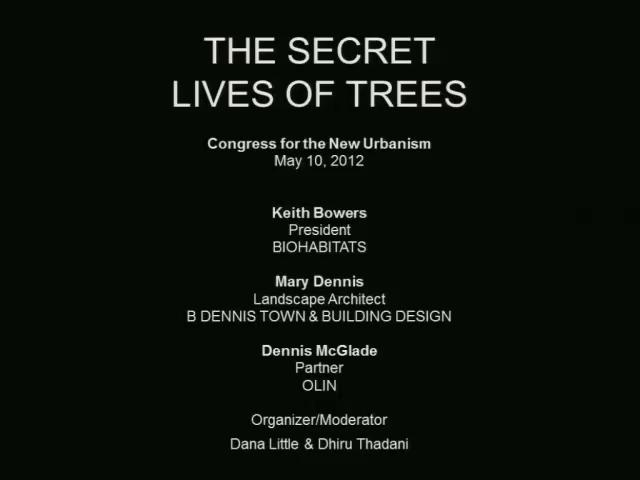 THE SECRET
LIVES OF TREES
Congress for the New Urbanism
May 10, 2012
Keith Bowers
President
BIOHABITATS
Mary Dennis
Landscape Architect
B DENNIS TOWN & BUILDING DESIGN
Dennis McGlade
Partner
OLIN
Organizer/Moderator
Dana Little & Dhiru Thadani